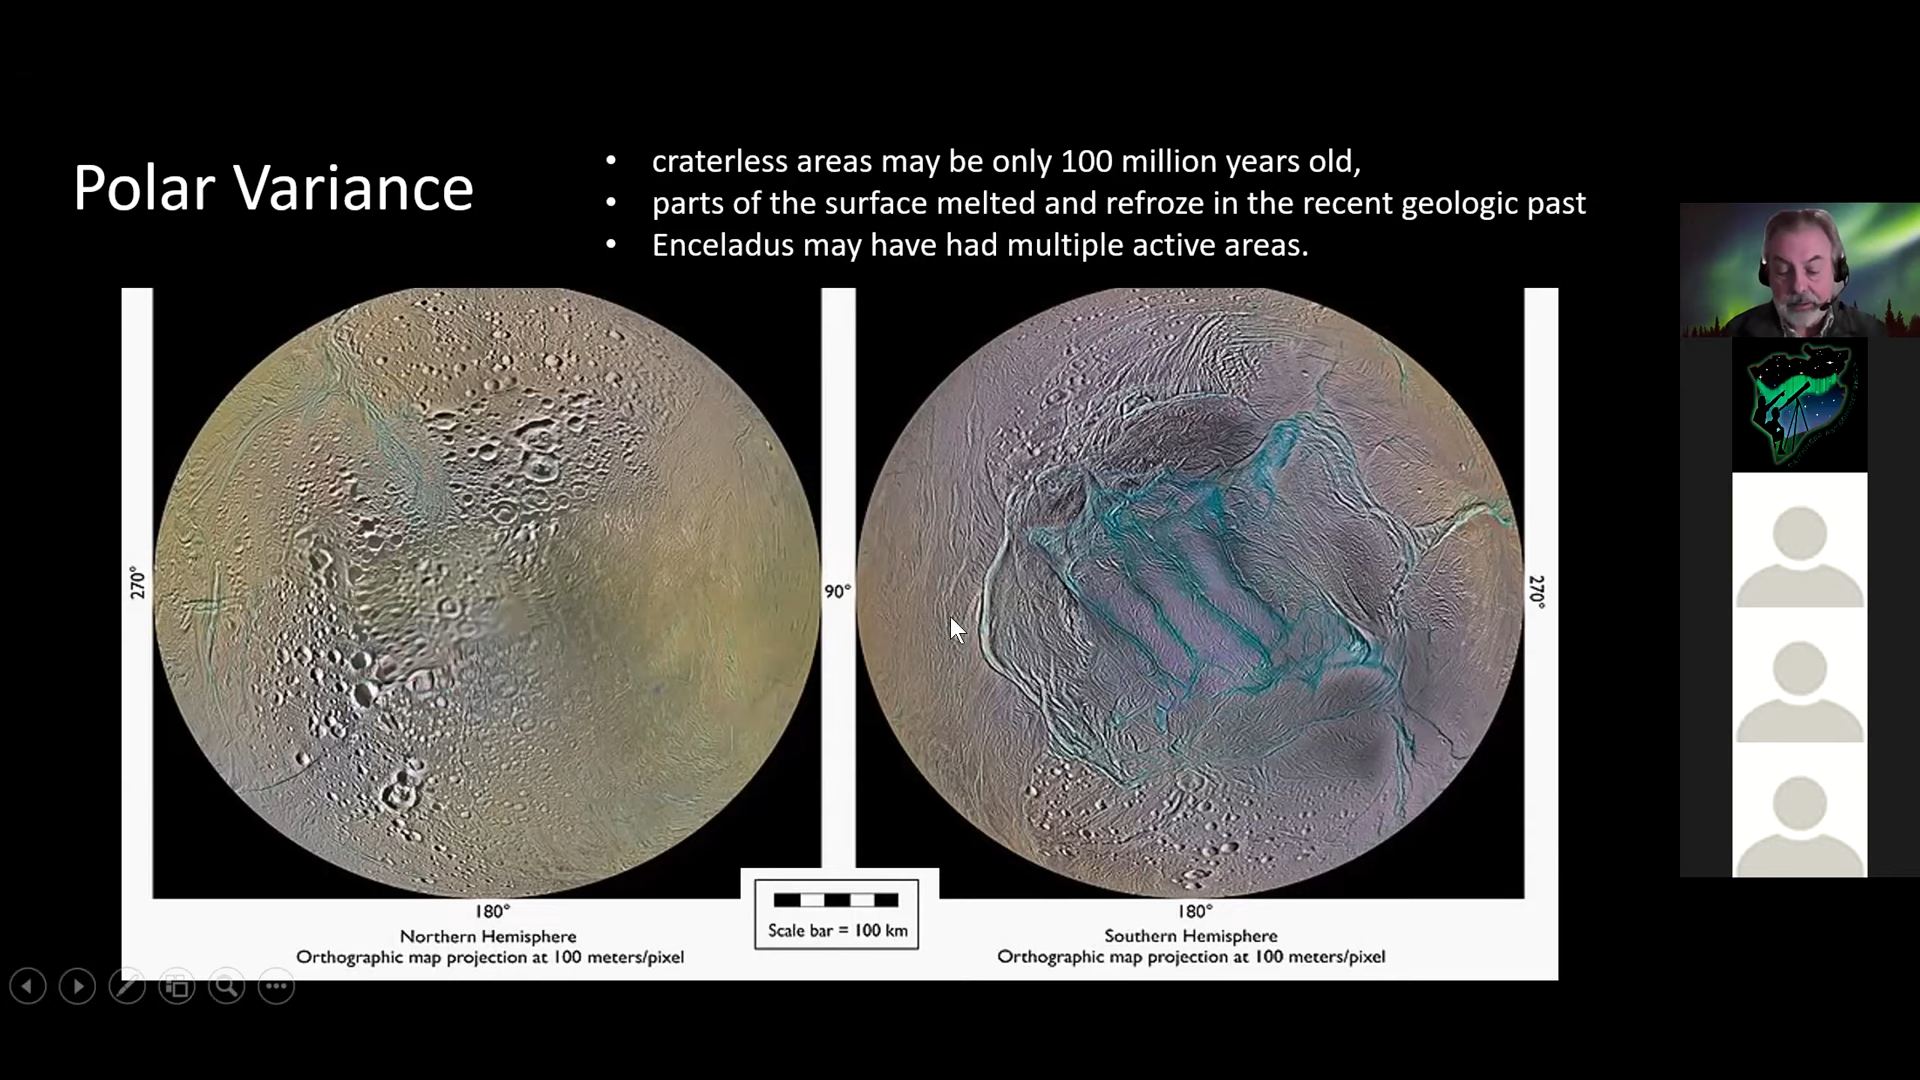 Polar Variance
• craterless areas may be only 100 million years old,
• parts of the surface melted and refroze in the recent geologic past
• Enceladus may have had multiple active areas.
270°
90°
270°
180°
Northern Hemisphere
Orthographic map projection at 100 meters/pixel
Scale bar = 100 km
180°
Southern Hemisphere
Orthographic map projection at 100 meters/pixel